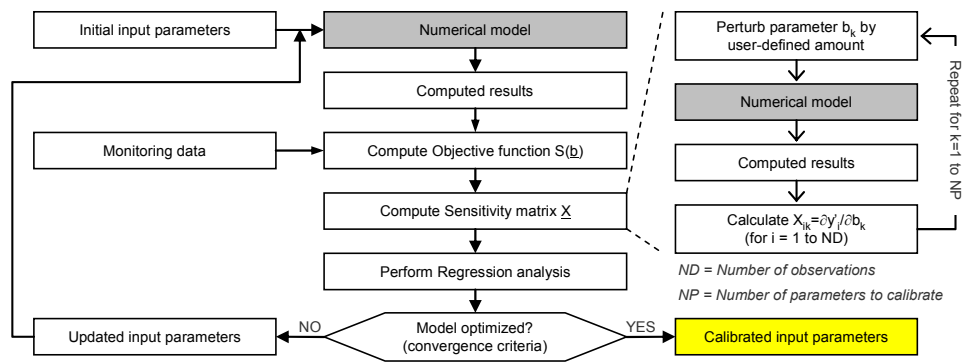 Initial input parameters
Numerical model
Computed results
Monitoring data
Compute Objective function S(b)
Compute Sensitivity matrix X
Perform Regression analysis
Model optimized?
(convergence criteria)
NO
Updated input parameters
YES
Calibrated input parameters
Perturb parameter bk by
user-defined amount
Numerical model
Computed results
Calculate Xik=∂y'i/∂bk
(for i = 1 to ND)
Repeat for k=1 to NP
ND = Number of observations
NP = Number of parameters to calibrate